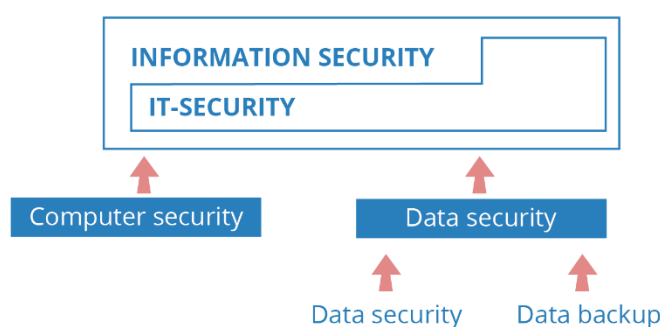 INFORMATION SECURITY
IT-SECURITY
Computer security
Data security
Data security
Data backup